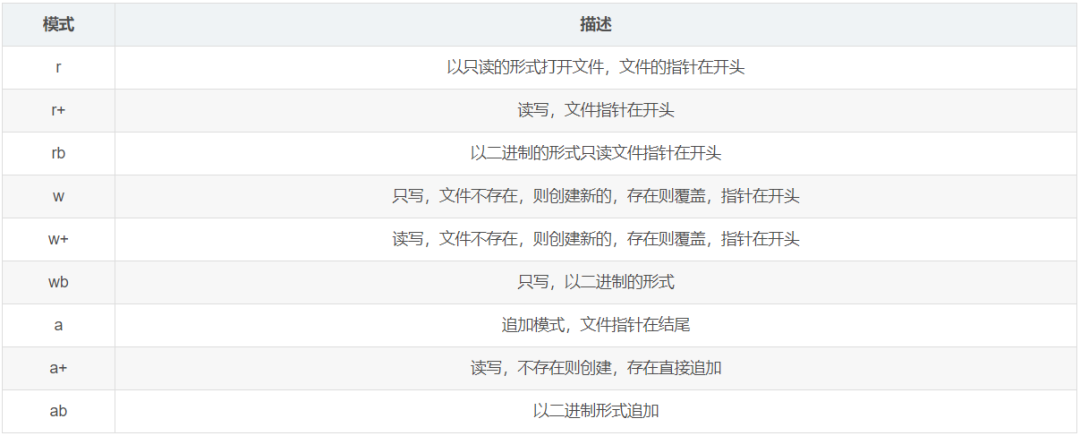 模式 描述
r 以只读的形式打开文件，文件的指针在开头
r+ 读写，文件指针在开头
rb 以二进制的形式只读文件指针在开头
w 只写，文件不存在，则创建新的，存在则覆盖，指针在开头
w+ 读写，文件不存在，则创建新的，存在则覆盖，指针在开头
wb 只写，以二进制的形式
a 追加模式，文件指针在结尾
a+ 读写，不存在则创建，存在直接追加
ab 以二进制形式追加